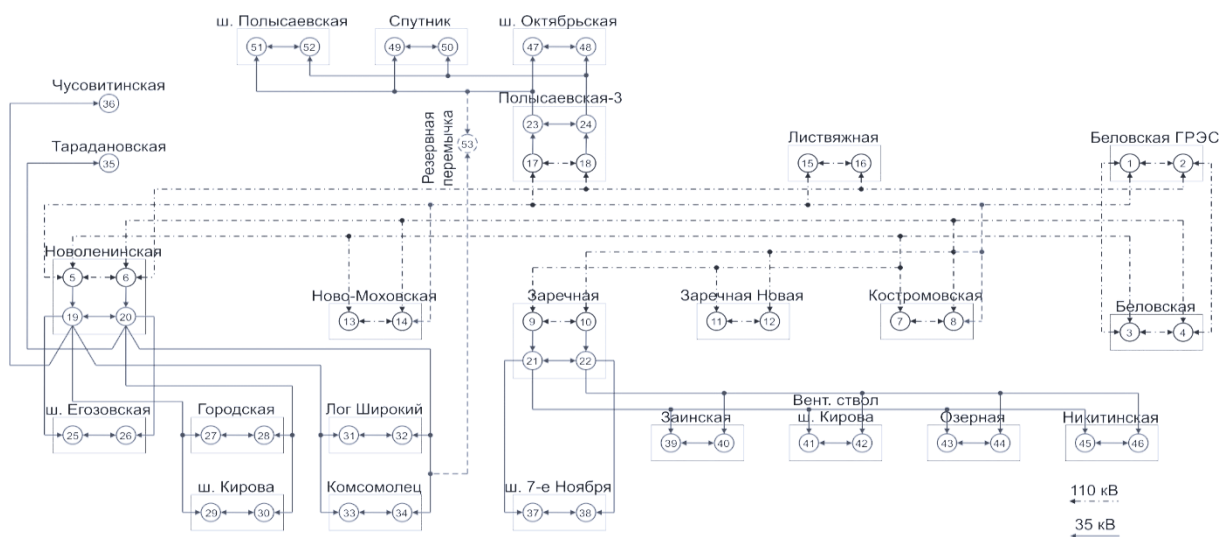 ш. Полысаевская
Спутник
ш. Октябрьская
51
52
49
50
47
48
Чусовитинская
36
Полысаевская-3
23
24
Резервная
перемычка
53
Тарадановская
35
17
18
Листвяжная
15
16
Беловская ГРЭС
1
2
Новоленинская
5
6
19
20
Ново-Моховская
13
14
Заречная
9
10
21
22
Заречная Новая
11
12
Костромовская
7
8
Беловская
3
4
ш. Егозовская
25
26
Городская
27
28
Лог Широкий
31
32
Заинская
39
40
Вент. ствол
ш. Кирова
41
42
Озерная
43
44
Никитинская
45
46
ш. Кирова
29
30
Комсомолец
33
34
ш. 7-е Ноября
37
38
110 кВ
35 кВ